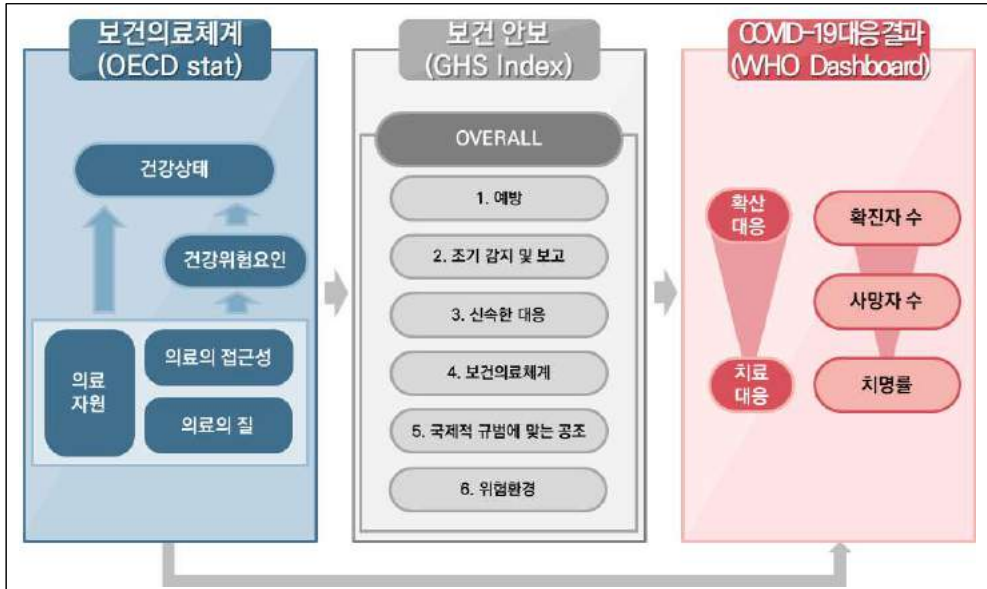 보건의료체계
(OECD stat)
건강상태
건강위험요인
의료
자원
의료의 접근성
의료의 질
보건 안보
(GHS Index)
OVERALL
1. 예방
2. 조기 감지 및 보고
3. 신속한 대응
4. 보건의료체계
5. 국제적 규범에 맞는 공조
6. 위험환경
COVID-19대응결과
(WHO Dashboard)
확산
대응
치료
대응
확진자 수
사망자 수
치명률